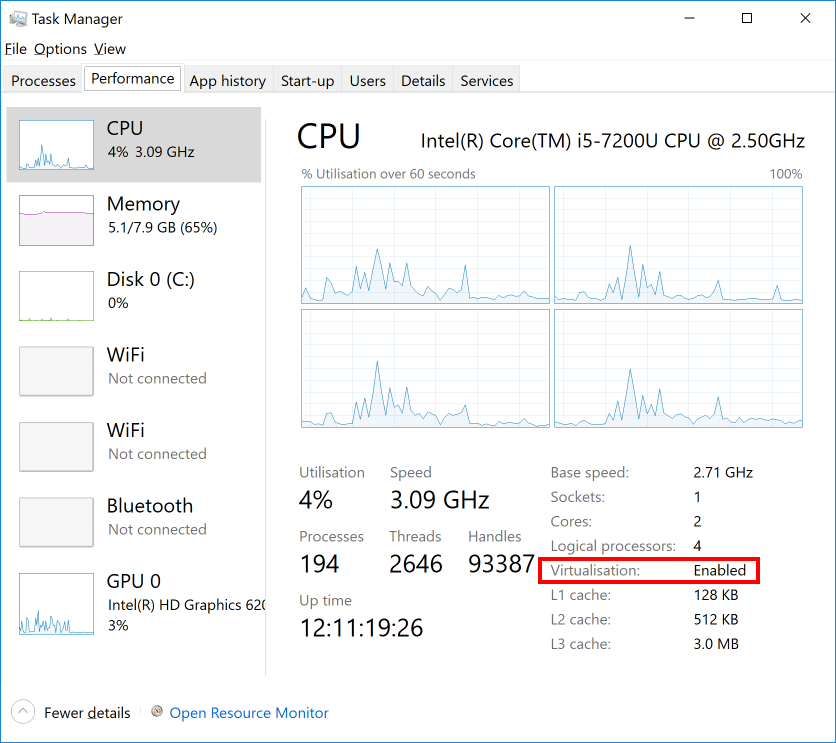 Task Manager
File Options View
Processes Performance App history Start-up Users Details Services
CPU
4% 3.09 GHz
Memory
5.1/7.9 GB (65%)
Disk 0 (C:)
0%
WiFi
Not connected
WiFi
Not connected
Bluetooth
Not connected
GPU 0
Intel(R) HD Graphics 620
3%
CPU
Intel(R) Core(TM) i5-7200U CPU @ 2.50GHz
% Utilisation over 60 seconds 100%
Utilisation Speed
4% 3.09 GHz
Processes Threads Handles
194 2646 93387
Up time
12:11:19:26
Base speed: 2.71 GHz
Sockets: 1
Cores: 2
Logical processors: 4
Virtualisation: Enabled
L1 cache: 128 KB
L2 cache: 512 KB
L3 cache: 3.0 MB
Fewer details Open Resource Monitor